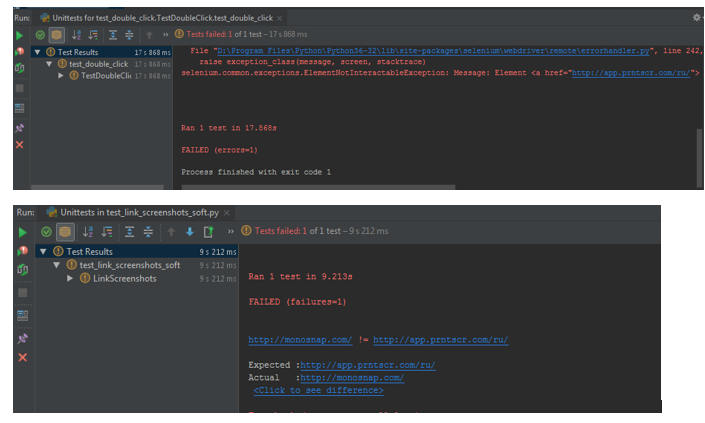 Run: Unittests for test_double_click.TestDoubleClick.test_double_click ×
Tests failed: 1 of 1 test – 17 s 868 ms
Test Results 17 s 868 ms
test_double_click 17 s 868 ms
TestDoubleClic 17 s 868 ms
File "D:\Program Files\Python\Python36-32\lib\site-packages\selenium\webdriver\remote\errorhandler.py", line 242,
raise exception_class(message, screen, stacktrace)
selenium.common.exceptions.ElementNotInteractableException: Message: Element <a href="http://app.prntscr.com/ru/">
Ran 1 test in 17.868s
FAILED (errors=1)
Process finished with exit code 1
Run: Unittests in test_link_screenshots_soft.py ×
Tests failed: 1 of 1 test – 9 s 212 ms
Test Results 9 s 212 ms
test_link_screenshots_soft 9 s 212 ms
LinkScreenshots 9 s 212 ms
Ran 1 test in 9.213s
FAILED (failures=1)
http://monosnap.com/ != http://app.prntscr.com/ru/
Expected :http://app.prntscr.com/ru/
Actual :http://monosnap.com/
<Click to see difference>